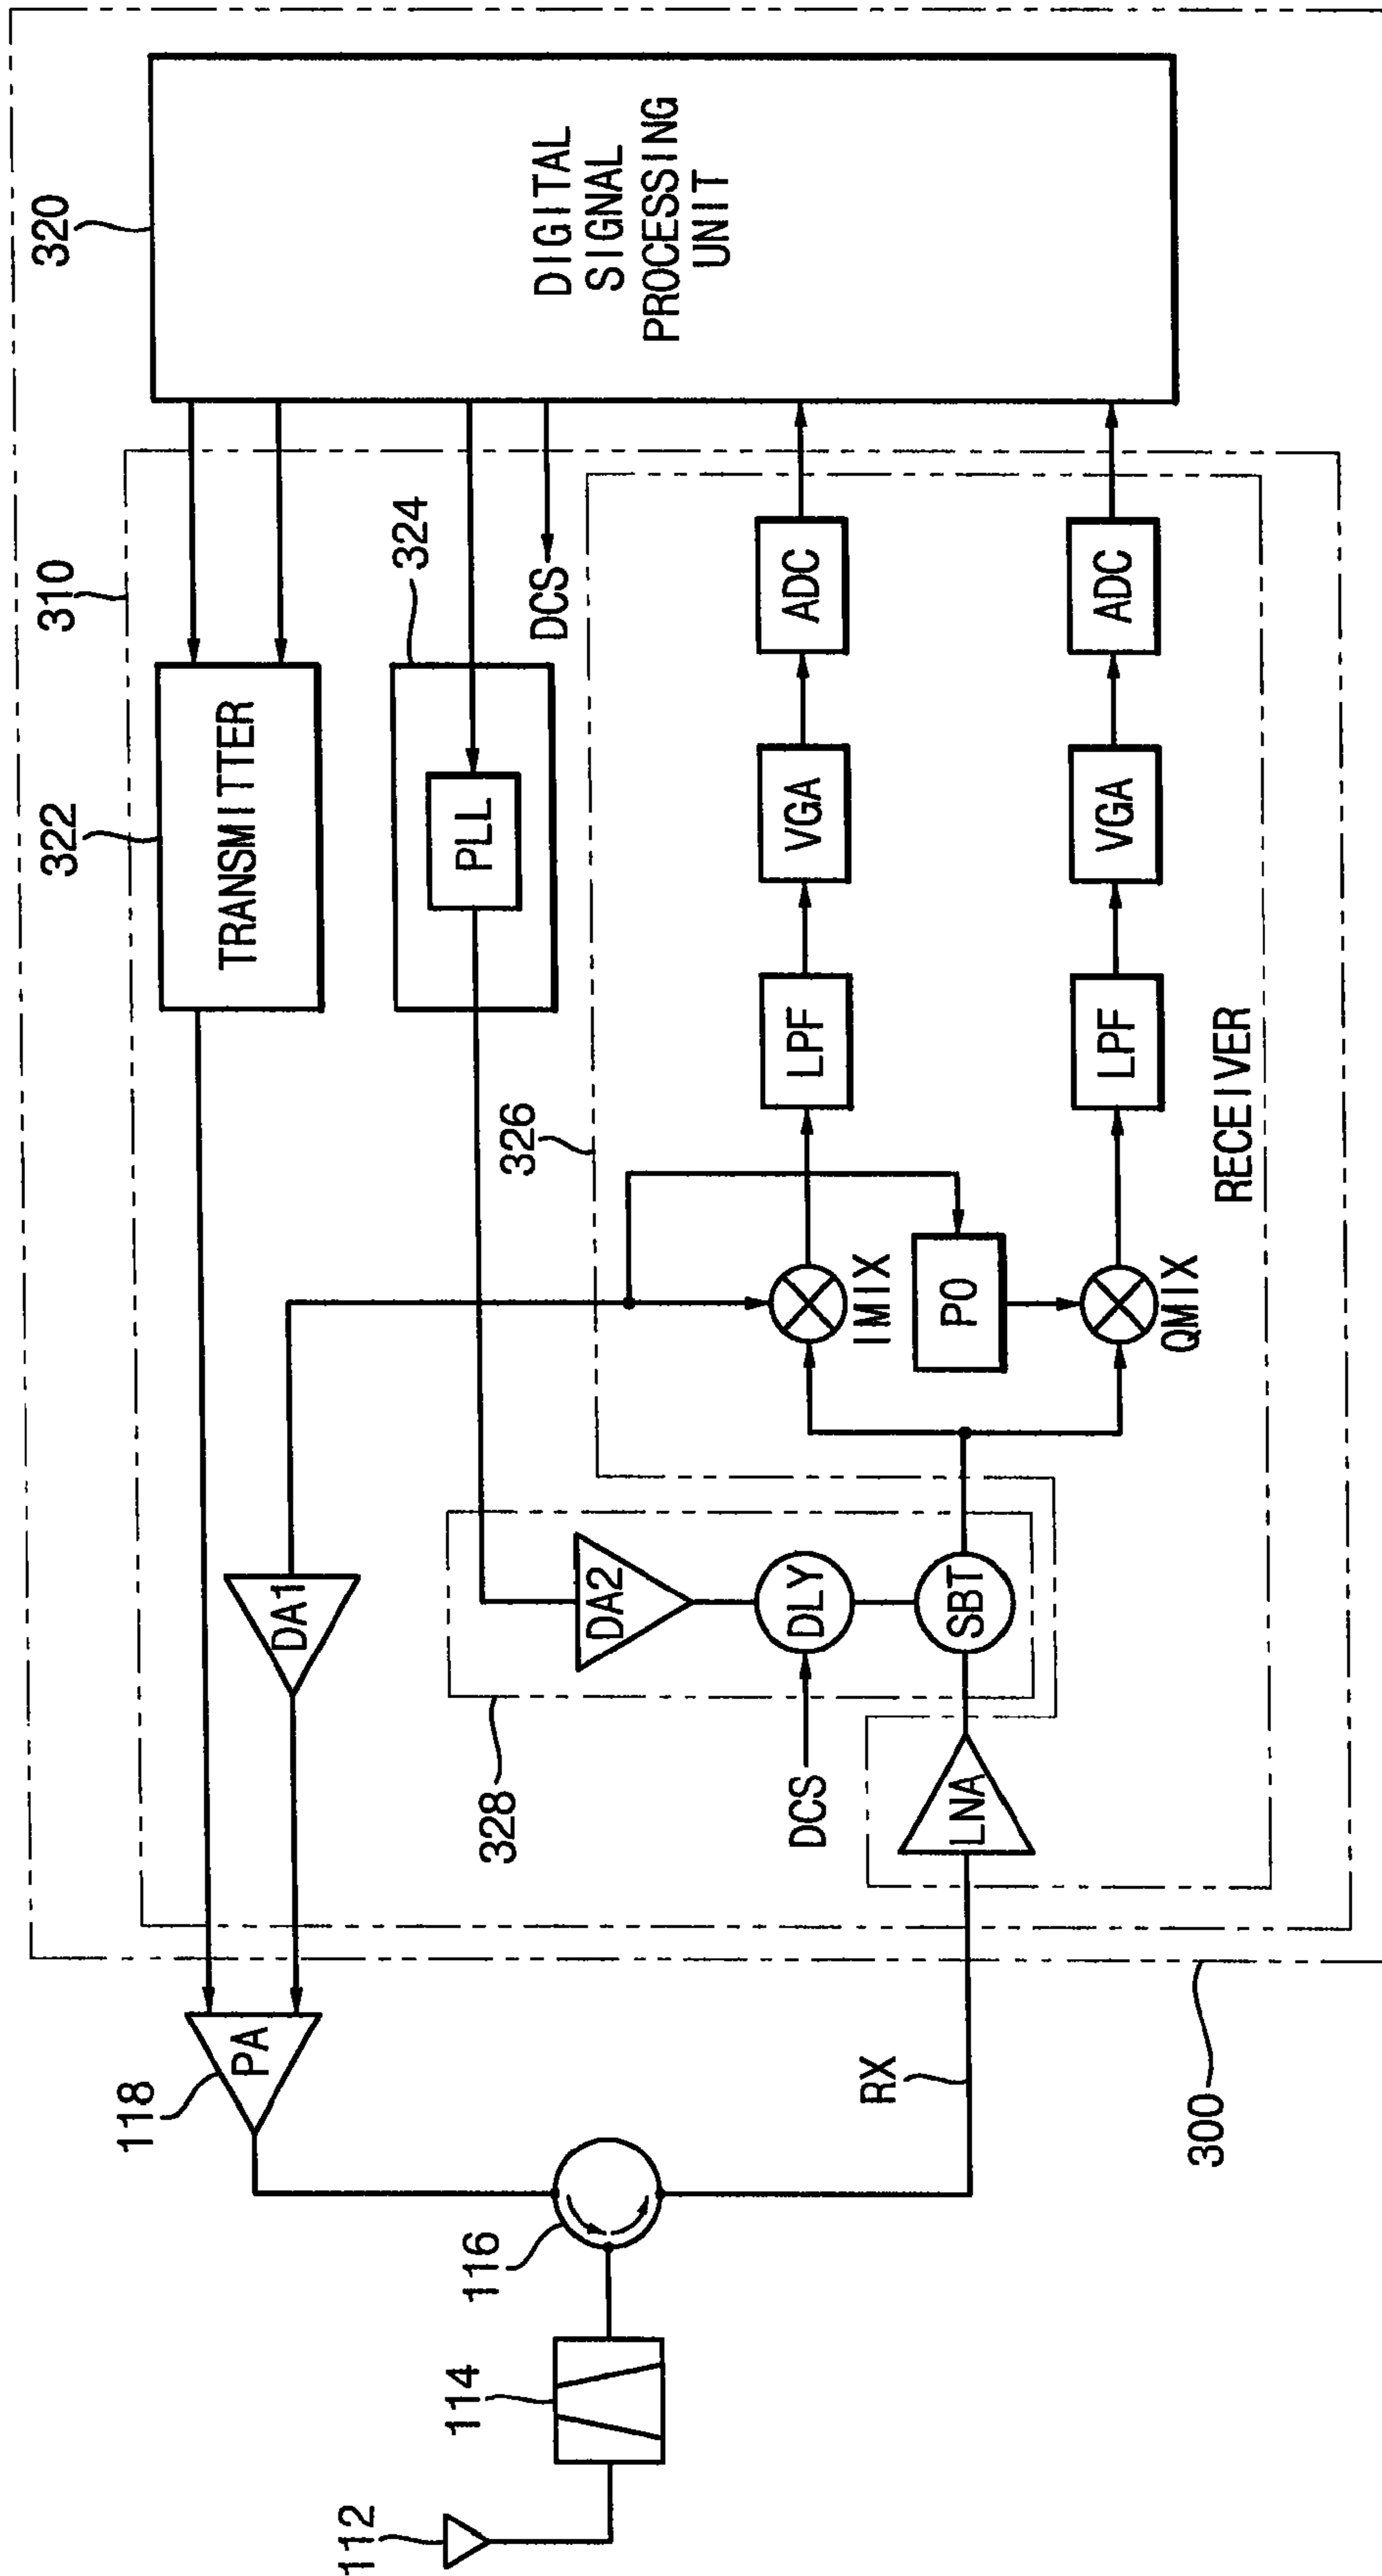 320
DIGITAL
SIGNAL
PROCESSING
UNIT
310
322
TRANSMITTER
324
PLL
DCS
326
ADC
ADC
VGA
VGA
LPF
LPF
RECEIVER
IMIX
PO
QMIX
DA1
DA2
DLY
SBT
328
DCS
LNA
118
PA
RX
300
116
114
112